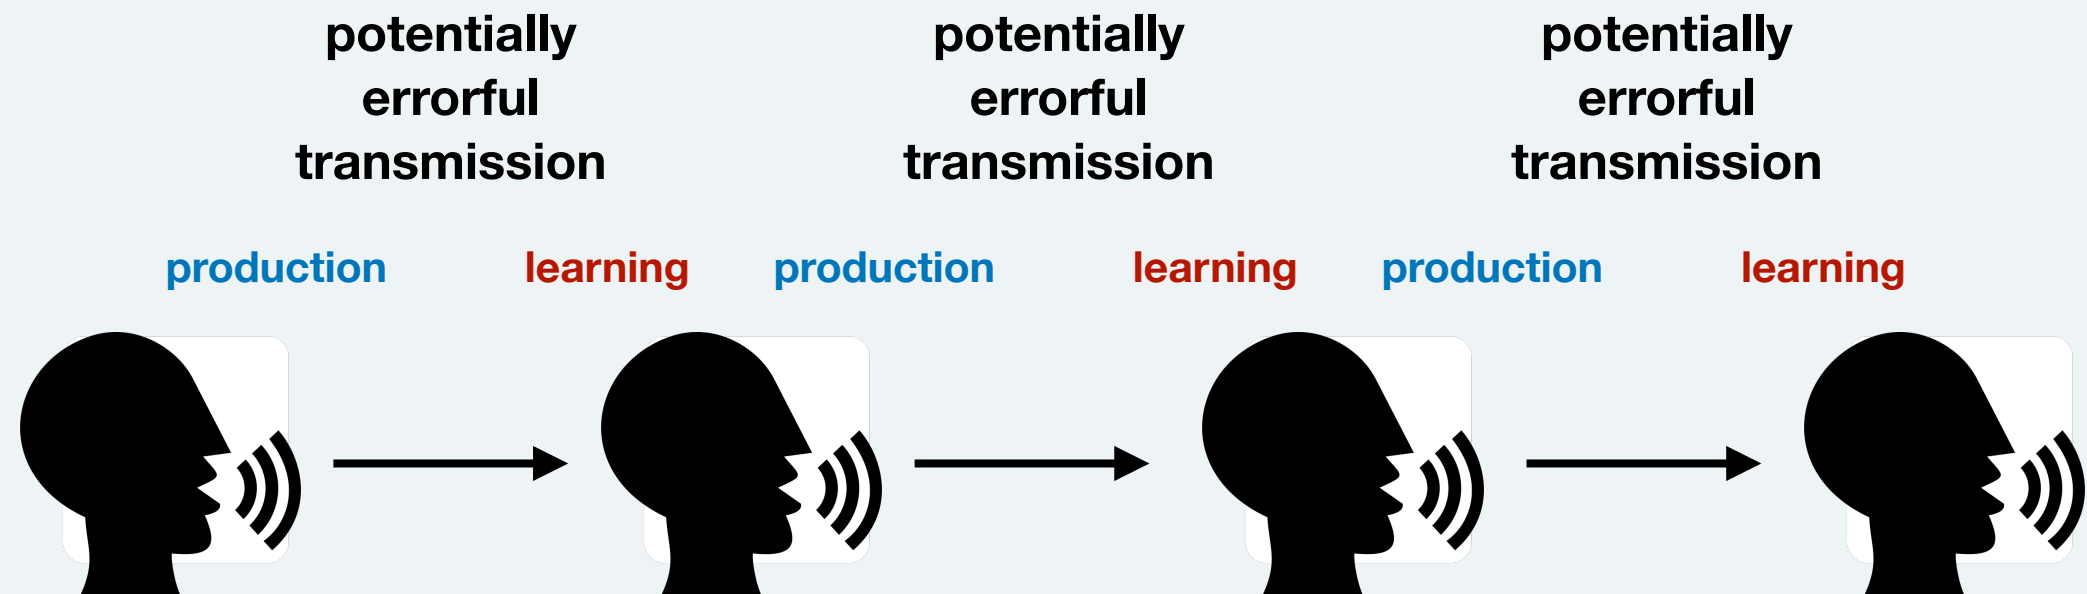 potentially potentially potentially
errorful errorful errorful
transmission transmission transmission
production learning production learning production learning